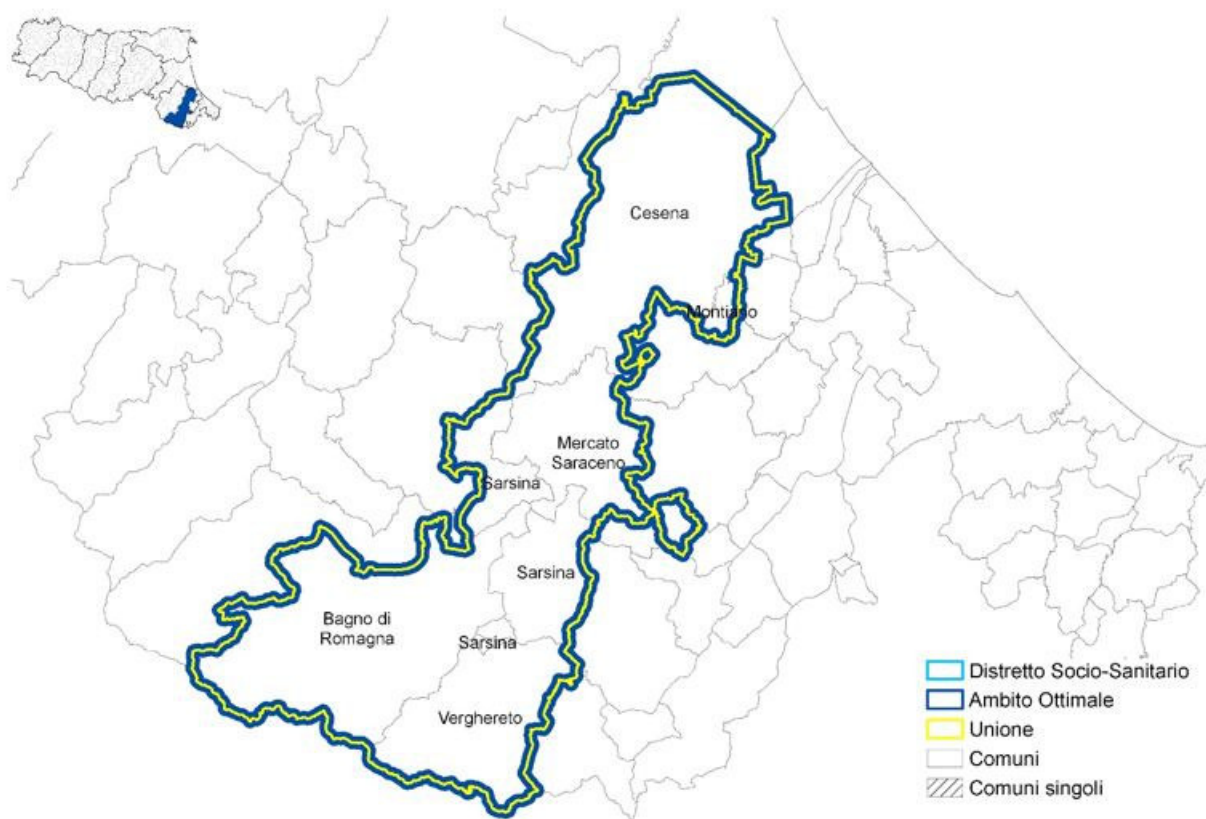 Cesena
Montiano
Mercato
Saraceno
Sarsina
Sarsina
Bagno di
Romagna
Sarsina
Verghereto
Distretto Socio-Sanitario
Ambito Ottimale
Unione
Comuni
Comuni singoli